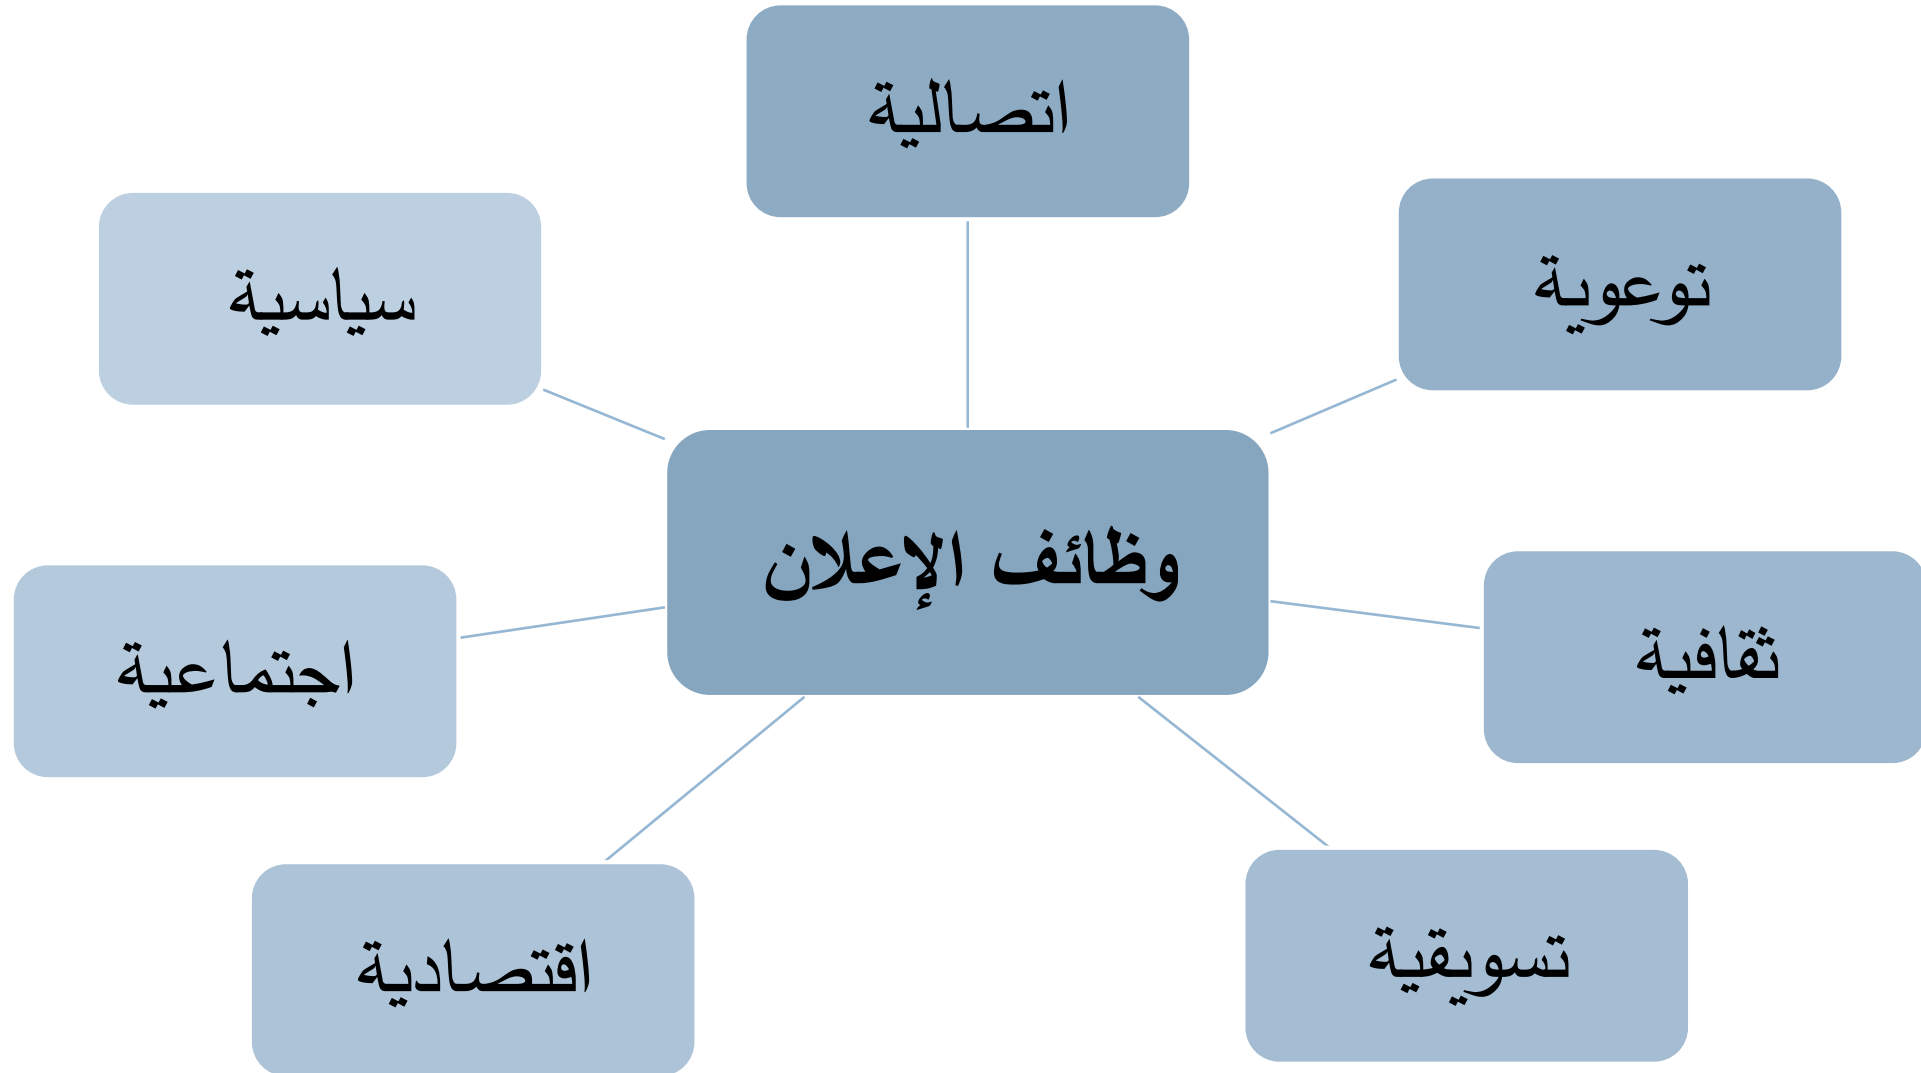 اتصالية
توعوية
سياسية
وظائف الإعلان
ثقافية
اجتماعية
تسويقية
اقتصادية